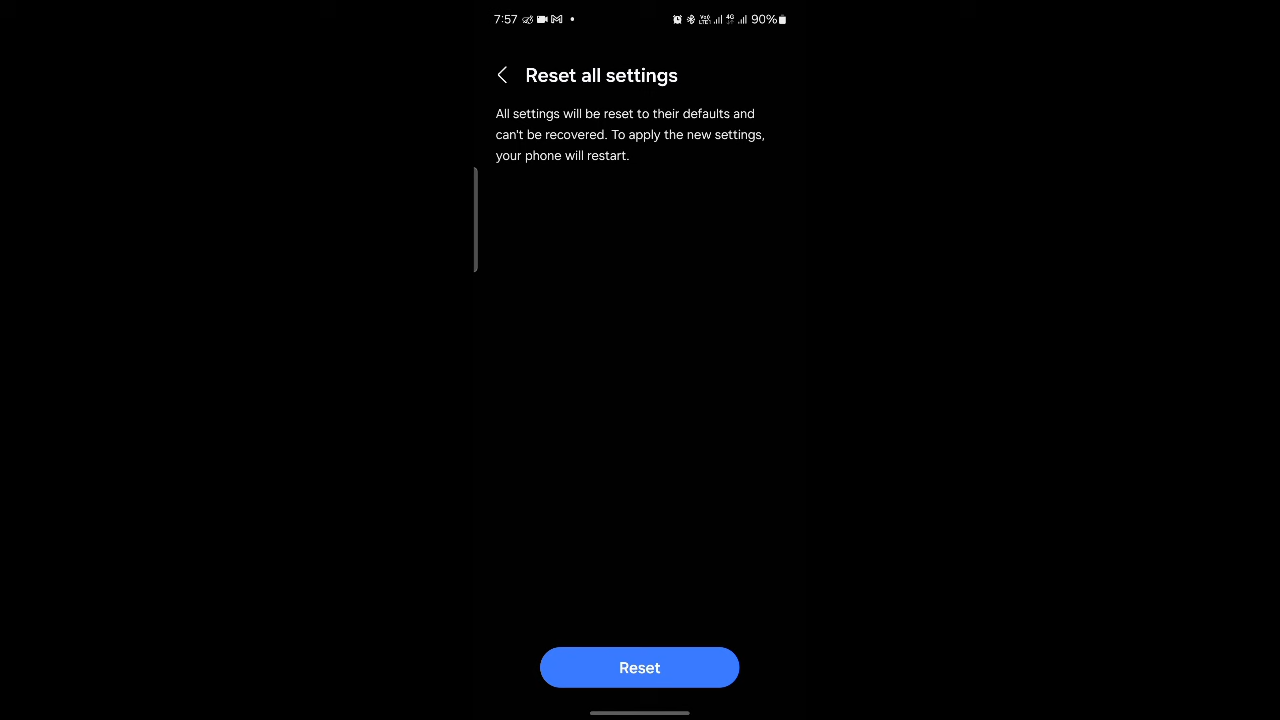 7:57 90%
Reset all settings
All settings will be reset to their defaults and
can't be recovered. To apply the new settings,
your phone will restart.
Reset